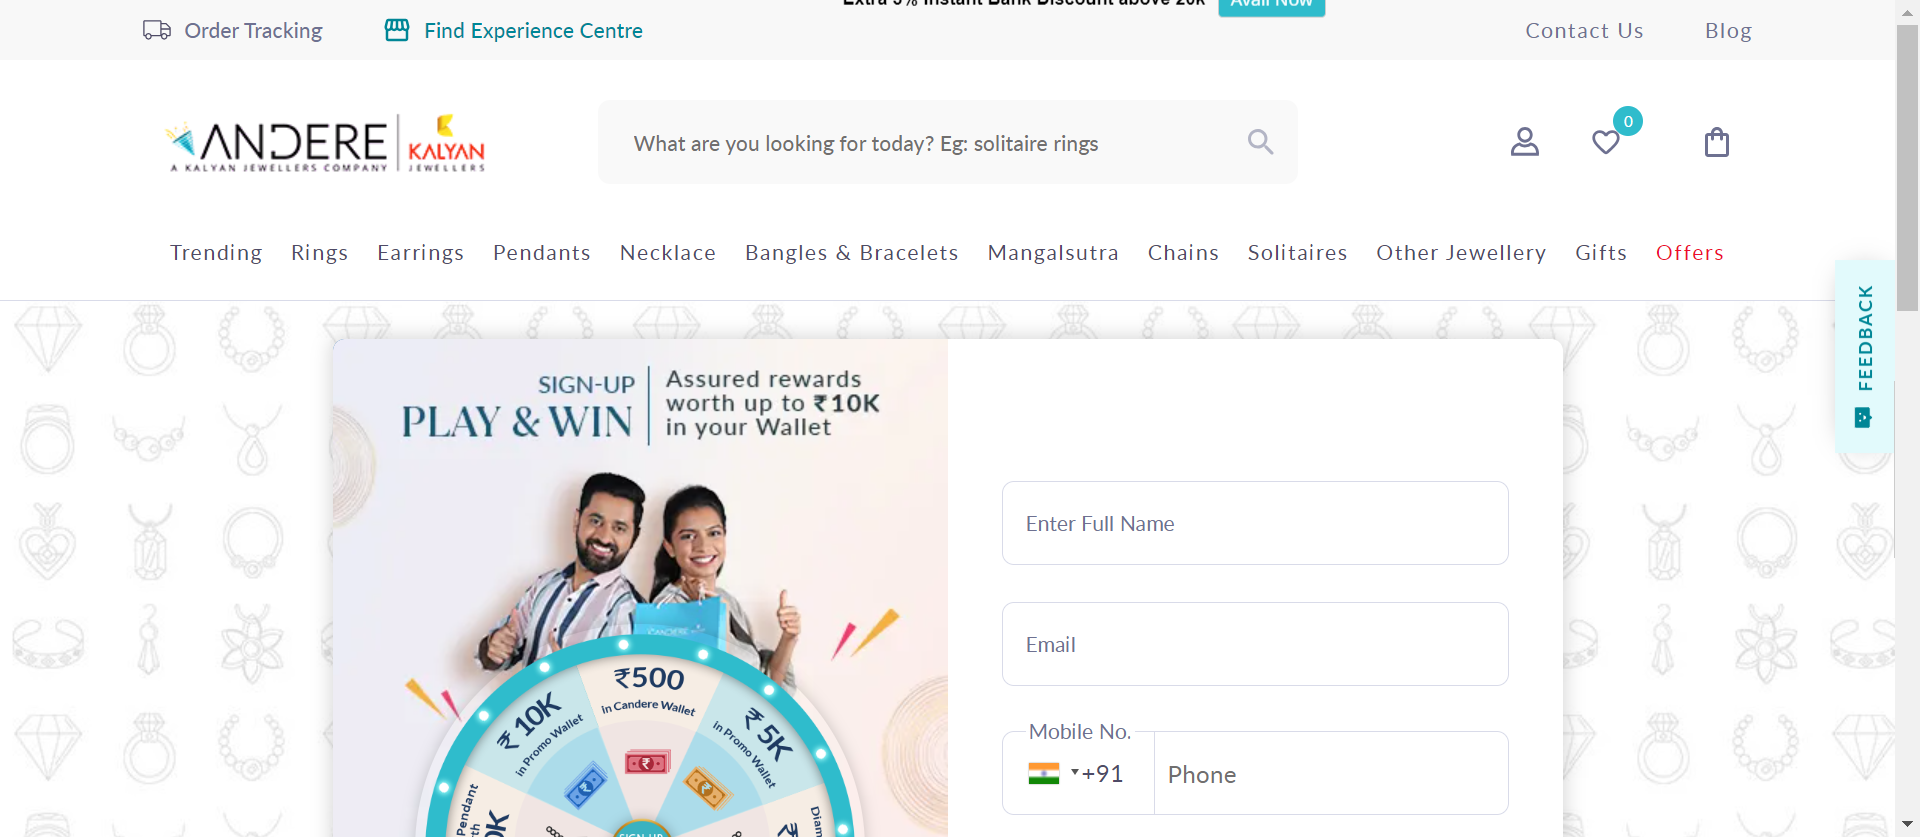 Extra 5% Instant Bank Discount above 20K
Avail Now
Order Tracking
Find Experience Centre
Contact Us
Blog
ANDERE
A KALYAN JEWELLERS COMPANY
KALYAN
JEWELLERS
What are you looking for today? Eg: solitaire rings
0
Trending Rings Earrings Pendants Necklace Bangles & Bracelets Mangalsutra Chains Solitaires Other Jewellery Gifts Offers
FEEDBACK
SIGN-UP
PLAY & WIN
Assured rewards
worth up to ₹10K
in your Wallet
CANDERE
₹500
in Candere Wallet
₹ 10K
in Promo Wallet
₹ 5K
in Promo Wallet
Pendant
₹
SIGN-UP
Enter Full Name
Email
Mobile No.
+91
Phone